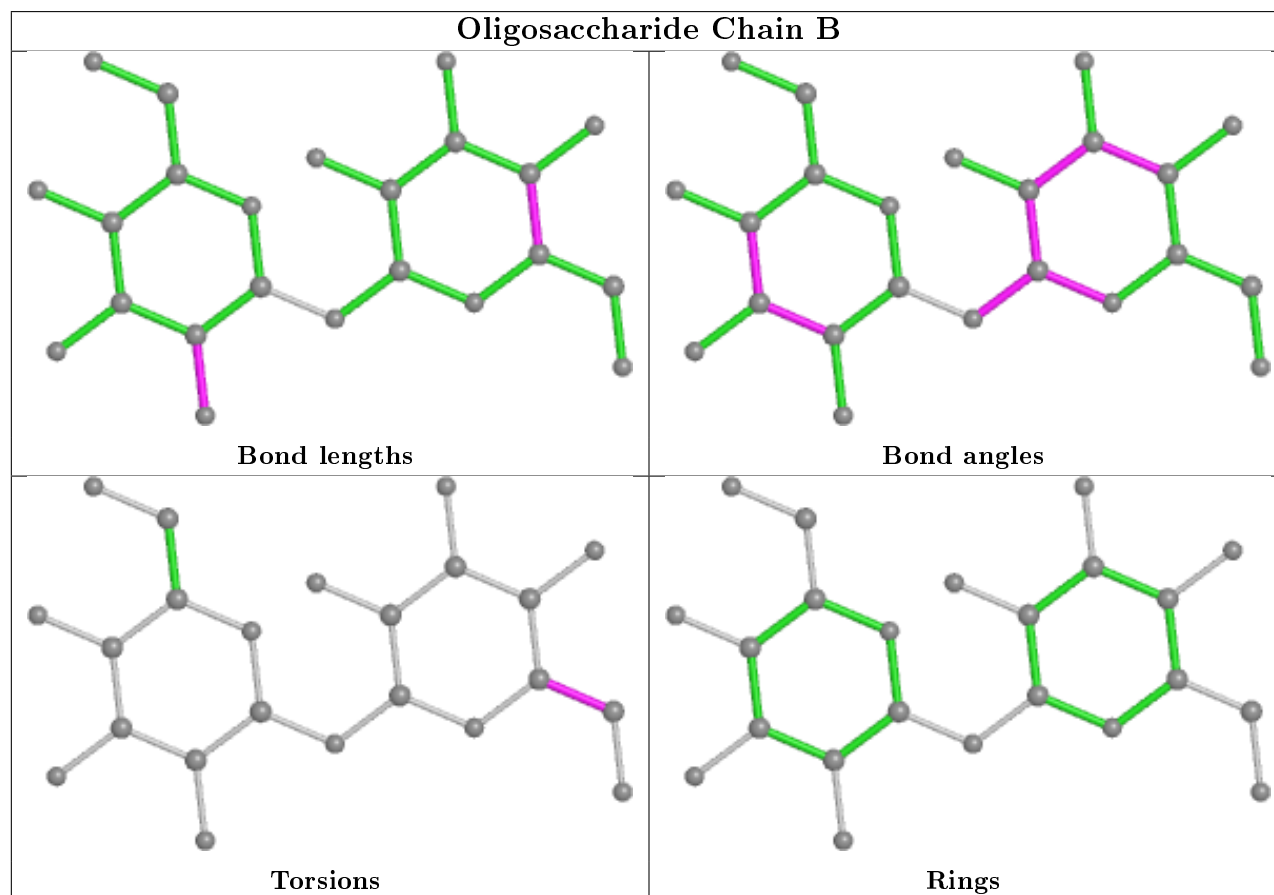 Oligosaccharide Chain B
Bond lengths
Bond angles
Torsions
Rings